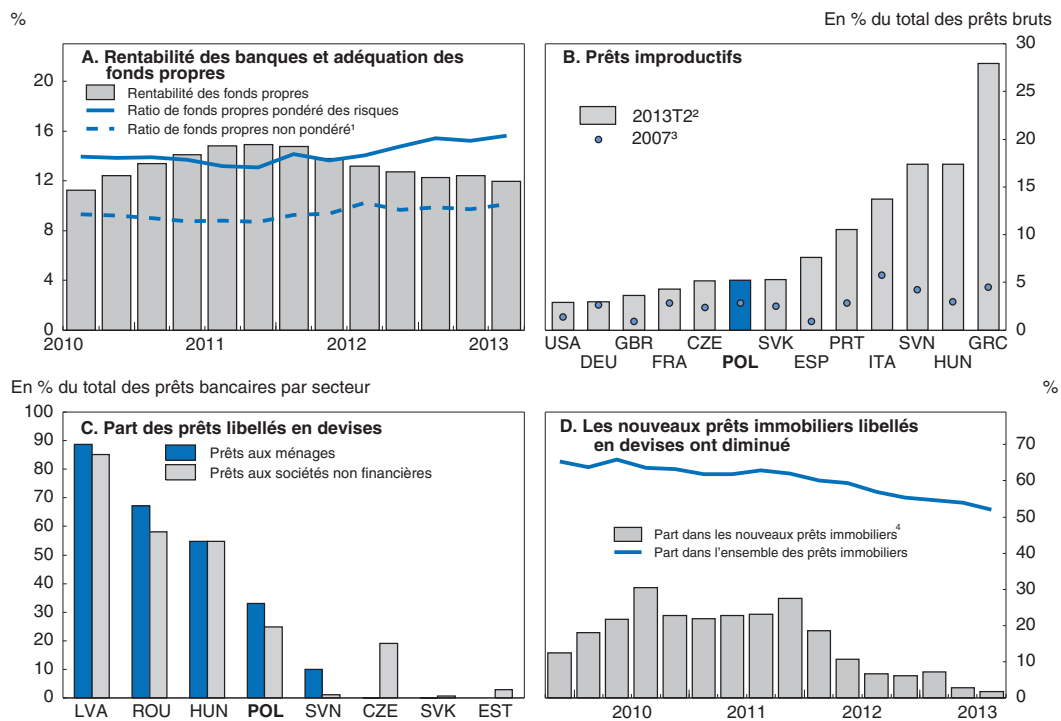 %
A. Rentabilité des banques et adéquation des
fonds propres
Rentabilité des fonds propres
Ratio de fonds propres pondéré des risques
Ratio de fonds propres non pondéré¹
20
16
12
8
4
0
2010 2011 2012 2013
En % du total des prêts bruts
B. Prêts improductifs
2013T2²
2007³
30
25
20
15
10
5
0
USA GBR CZE SVK PRT SVN GRC
DEU FRA POL ESP ITA HUN
En % du total des prêts bancaires par secteur
C. Part des prêts libellés en devises
Prêts aux ménages
Prêts aux sociétés non financières
100
90
80
70
60
50
40
30
20
10
0
LVA ROU HUN POL SVN CZE SVK EST
%
D. Les nouveaux prêts immobiliers libellés
en devises ont diminué
Part dans les nouveaux prêts immobiliers⁴
Part dans l'ensemble des prêts immobiliers
70
60
50
40
30
20
10
0
2010 2011 2012 2013